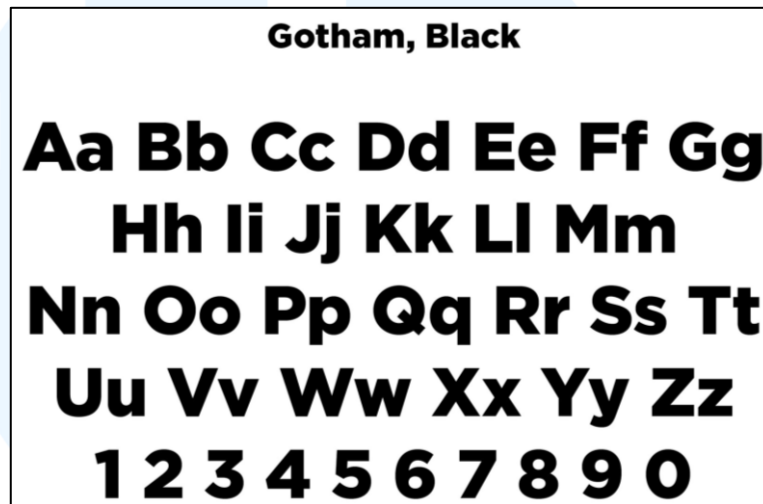 Gotham, Black
Aa Bb Cc Dd Ee Ff Gg
Hh Ii Jj Kk Ll Mm
Nn Oo Pp Qq Rr Ss Tt
Uu Vv Ww Xx Yy Zz
1 2 3 4 5 6 7 8 9 0